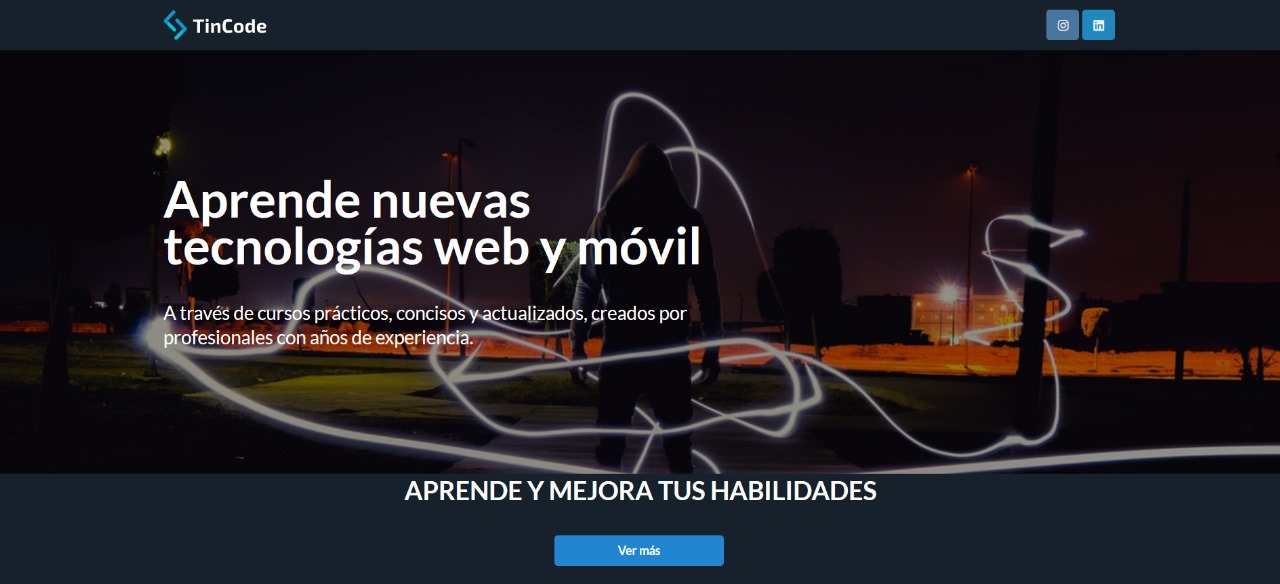 TinCode
Aprende nuevas
tecnologías web y móvil
A través de cursos prácticos, concisos y actualizados, creados por
profesionales con años de experiencia.
APRENDE Y MEJORA TUS HABILIDADES
Ver más